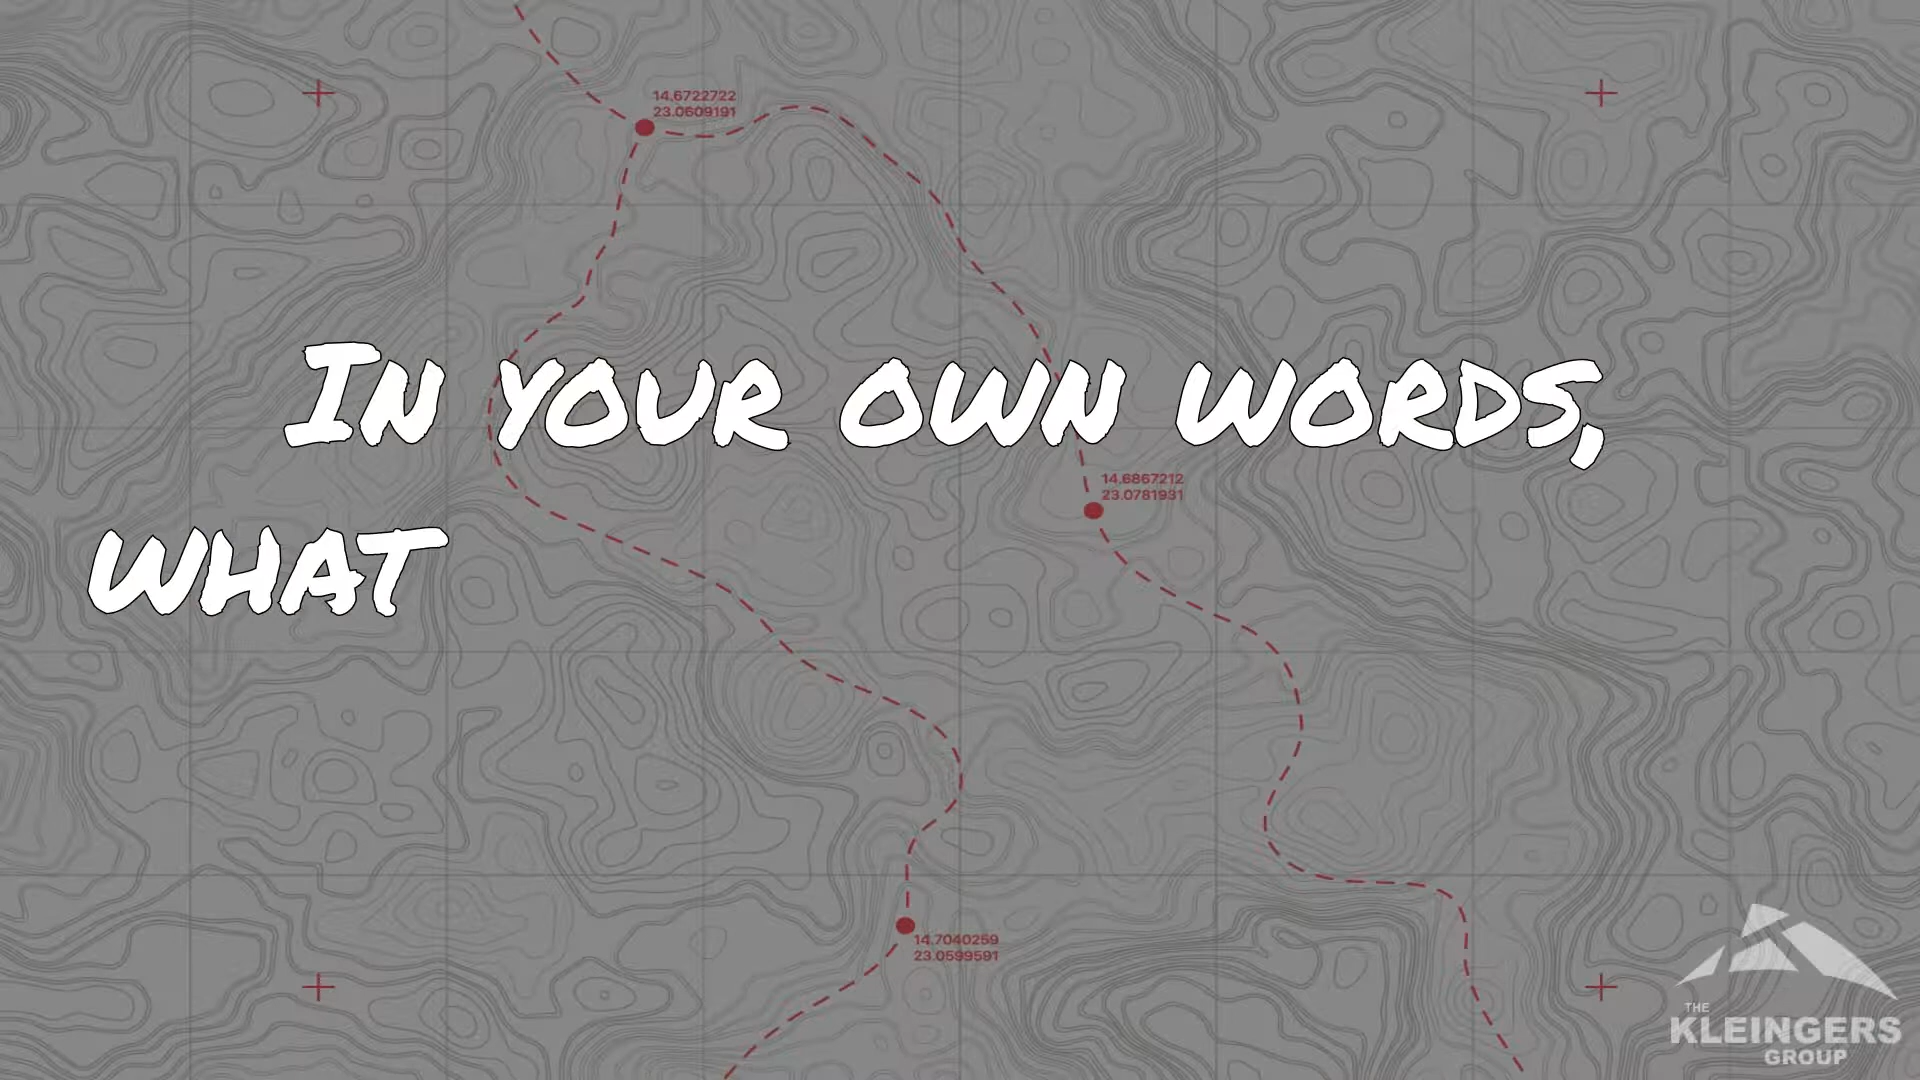 14.6722722
23.0609191
In your own words,
14.6867212
23.0781931
what
14.7040259
23.0599591
THE
KLEINGERS
GROUP